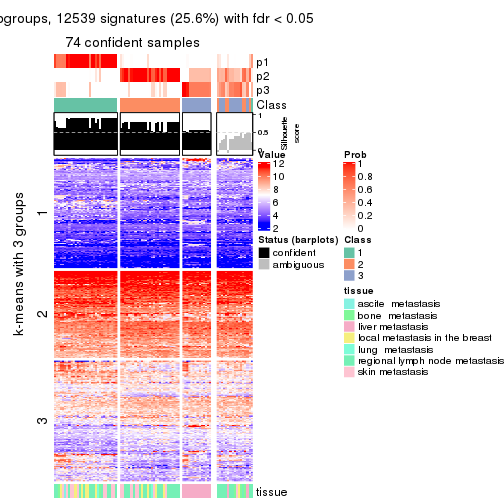 ogroups, 12539 signatures (25.6%) with fdr < 0.05
74 confident samples
p1
p2
p3
Class
1
0.5
0
Silhouette
score
k-means with 3 groups
1
2
3
tissue
Value
12
10
8
6
4
2
Prob
1
0.8
0.6
0.4
0.2
0
Status (barplots)
confident
ambiguous
Class
1
2
3
tissue
ascite metastasis
bone metastasis
liver metastasis
local metastasis in the breast
lung metastasis
regional lymph node metastasis
skin metastasis